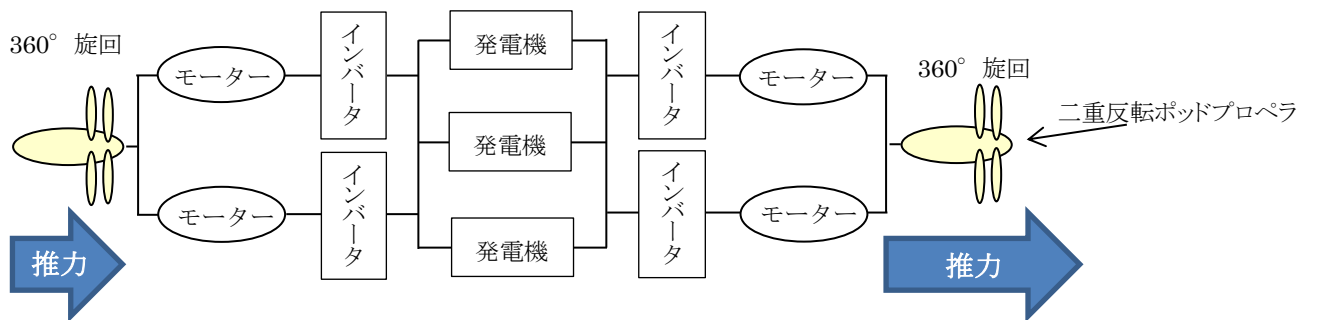 360° 旋回
モーター
インバータ
発電機
インバータ
モーター
360° 旋回
二重反転ポッドプロペラ
発電機
モーター
インバータ
発電機
インバータ
モーター
推力
推力